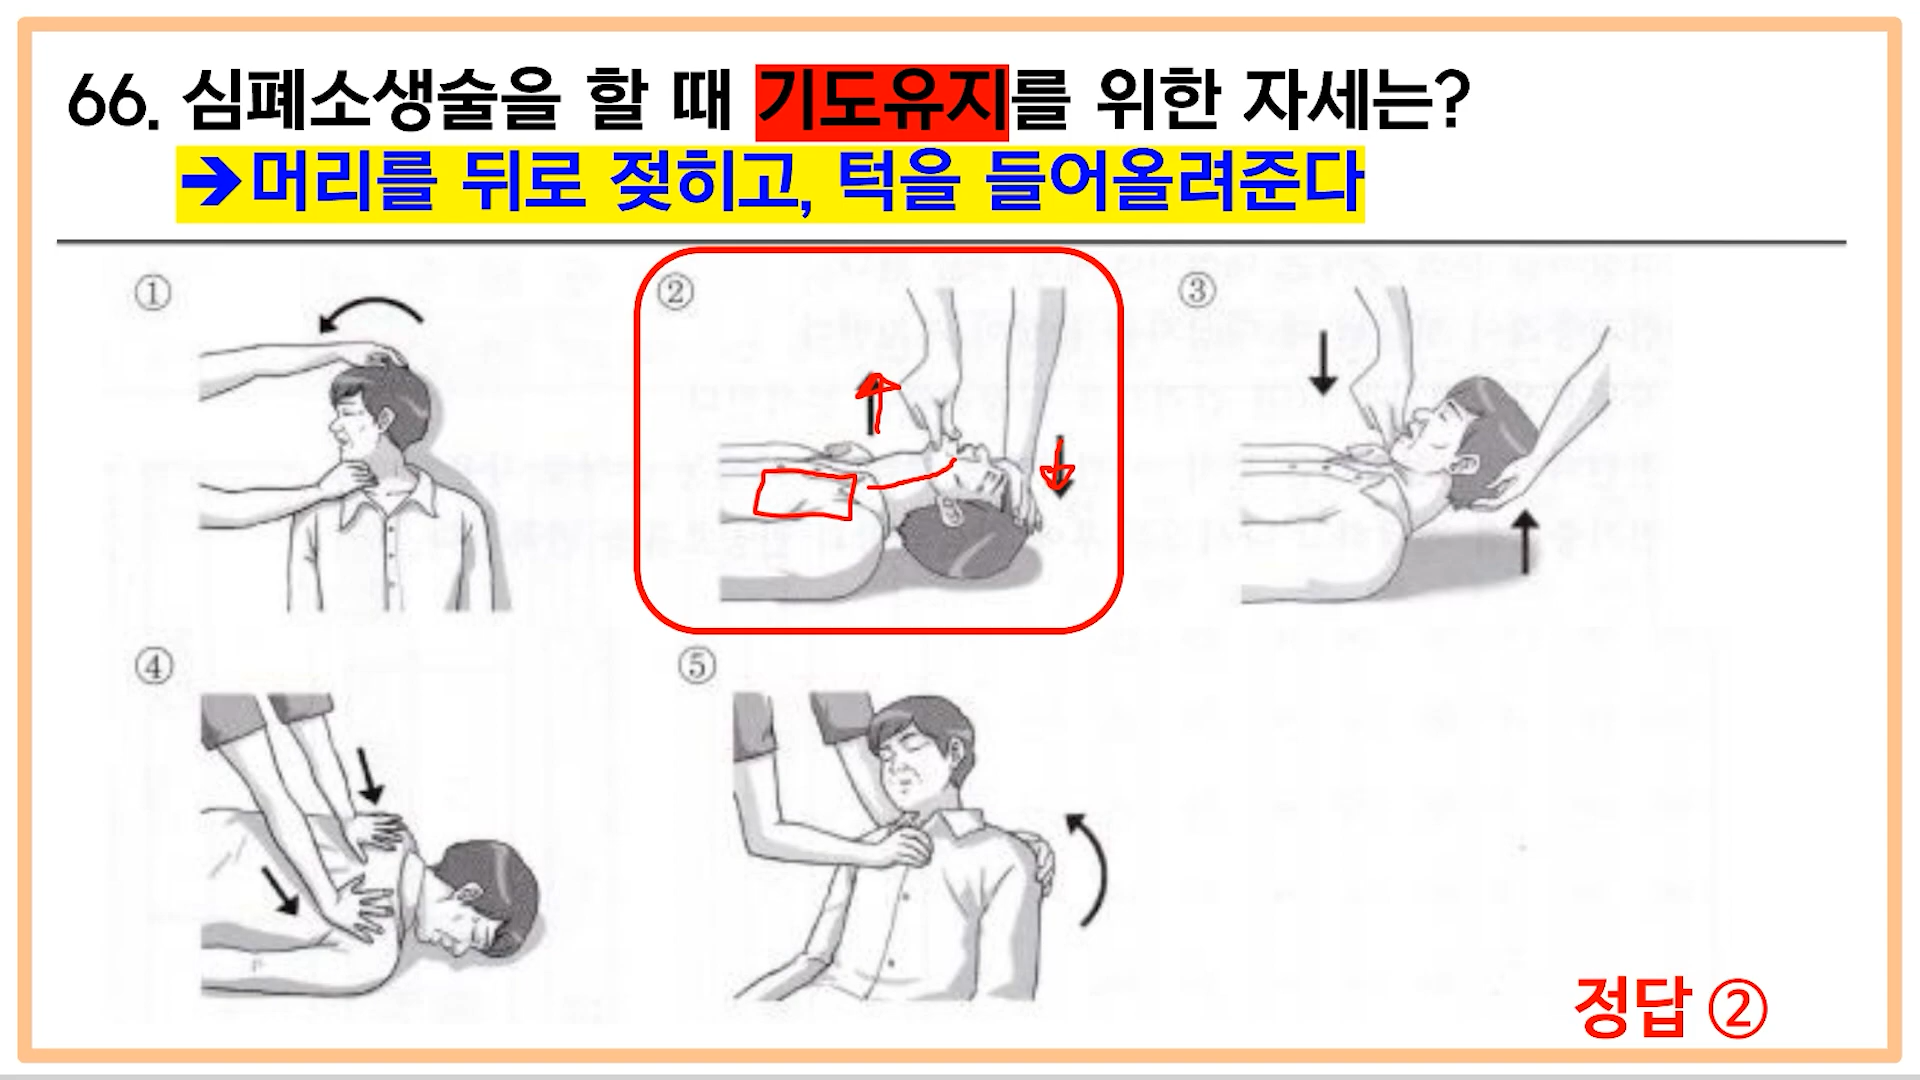 66. 심폐소생술을 할 때 기도유지를 위한 자세는?
➔머리를 뒤로 젖히고, 턱을 들어올려준다
① ② ③
④ ⑤
정답 ②